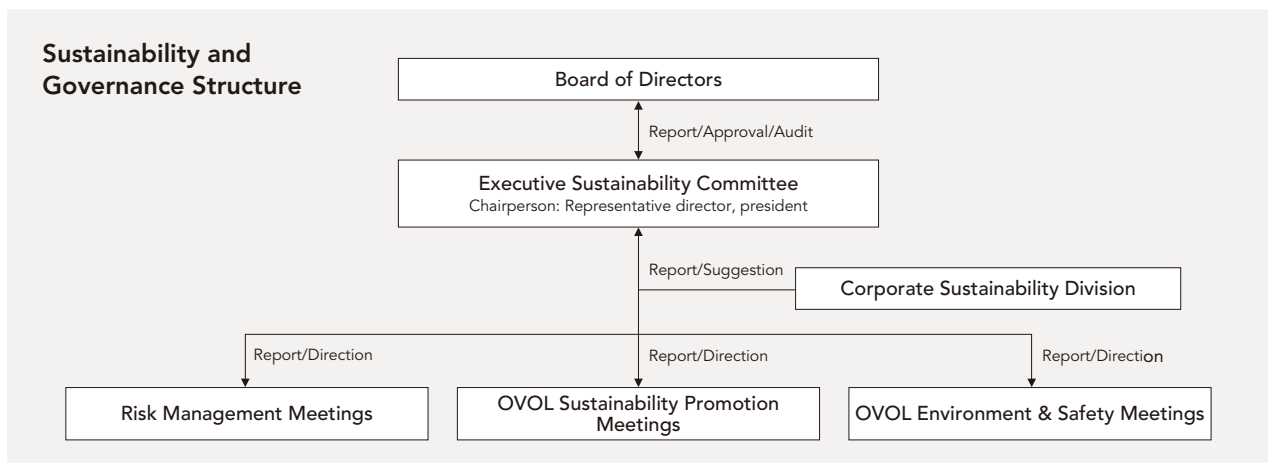 Sustainability and
Governance Structure
Board of Directors
Report/Approval/Audit
Executive Sustainability Committee
Chairperson: Representative director, president
Report/Suggestion
Corporate Sustainability Division
Report/Direction
Report/Direction
Report/Direction
Risk Management Meetings
OVOL Sustainability Promotion
Meetings
OVOL Environment & Safety Meetings